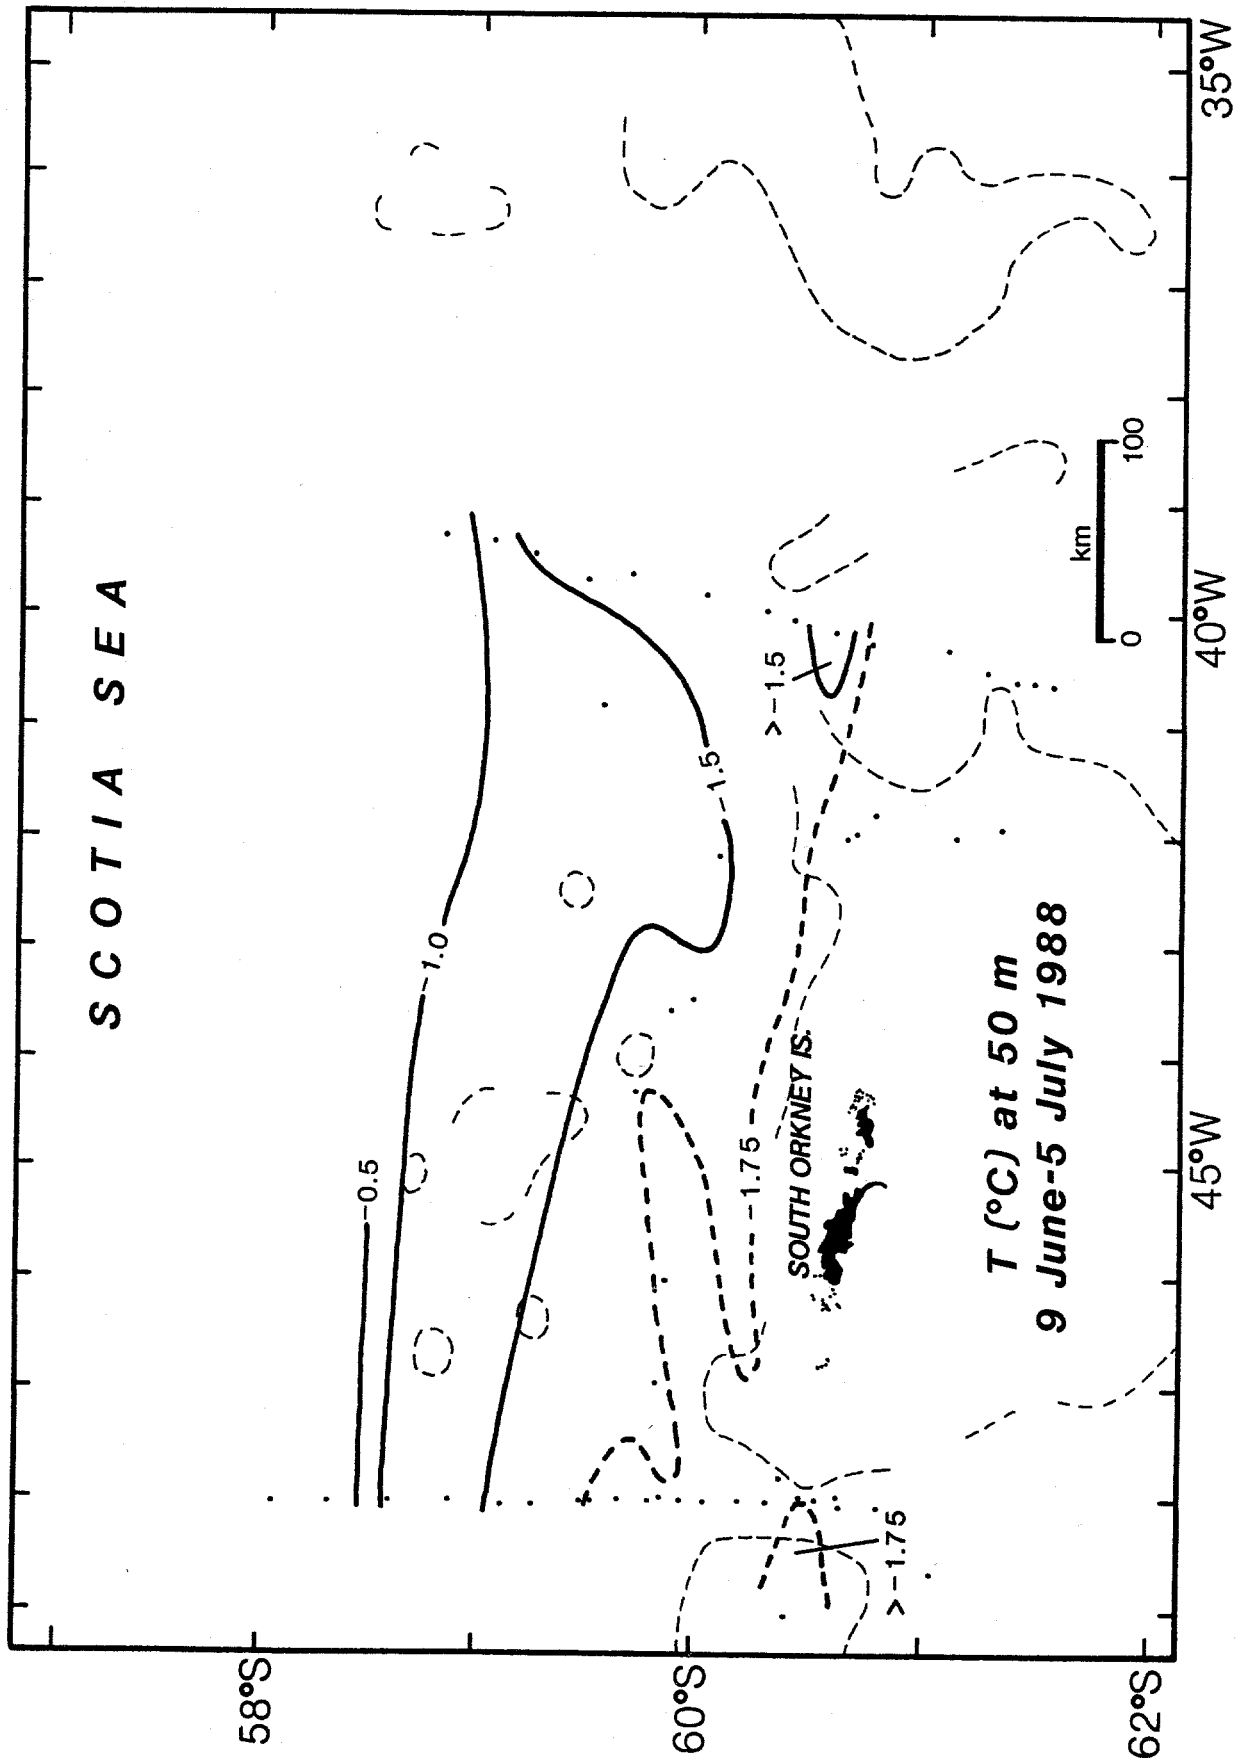 SCOTIA SEA
58°S
60°S
62°S
-0.5
-1.0
-1.5
-1.75
>-1.5
>-1.75
SOUTH ORKNEY IS.
T (°C) at 50 m
9 June-5 July 1988
km
0 100
45°W 40°W 35°W